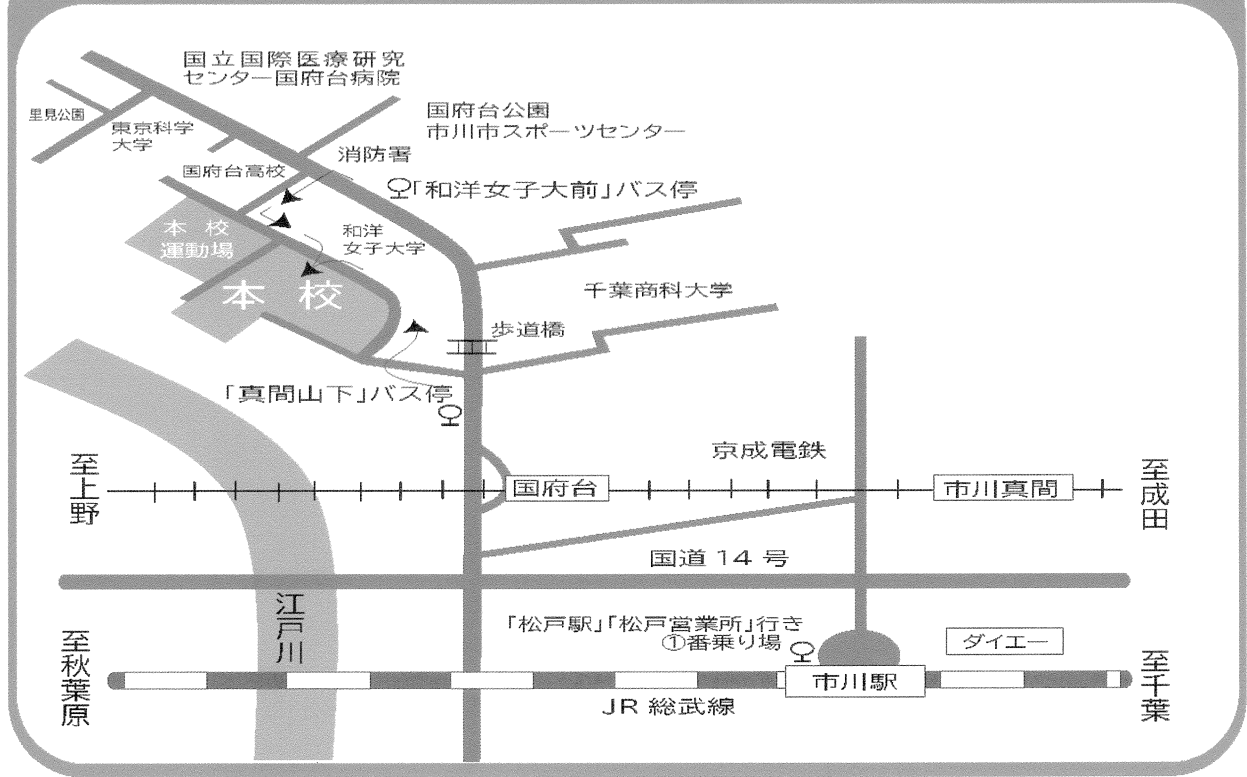 国立国際医療研究
センター国府台病院
里見公園
東京科学
大学
国府台公園
市川市スポーツセンター
消防署
国府台高校
「和洋女子大前」バス停
本校
運動場
和洋
女子大学
本校
千葉商科大学
歩道橋
「真間山下」バス停
京成電鉄
至上野
国府台
市川真間
至成田
国道14号
江戸川
「松戸駅」「松戸営業所」行き
①番乗り場
ダイエー
至秋葉原
市川駅
至千葉
JR総武線